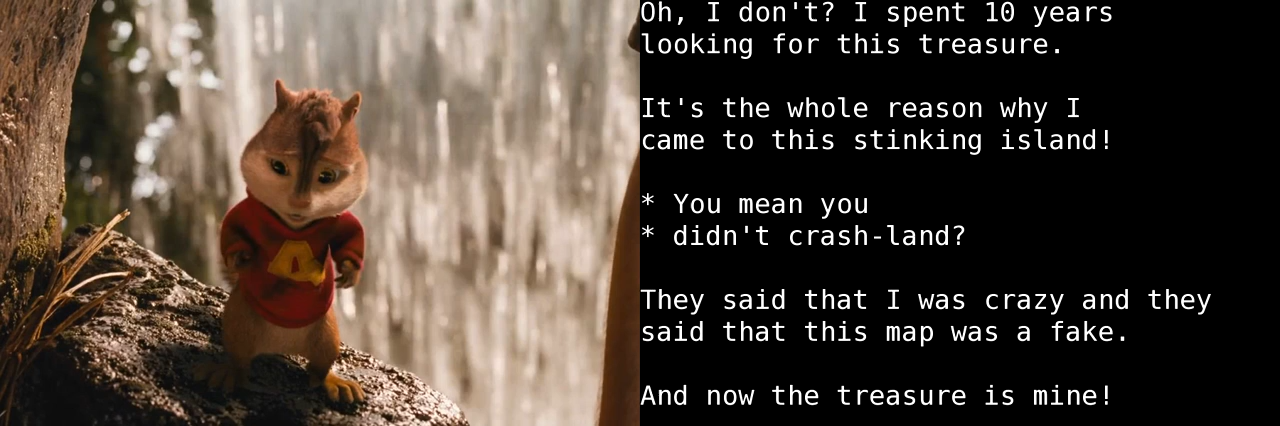 Oh, I don't? I spent 10 years
looking for this treasure.
It's the whole reason why I
came to this stinking island!
* You mean you
* didn't crash-land?
They said that I was crazy and they
said that this map was a fake.
And now the treasure is mine!
A